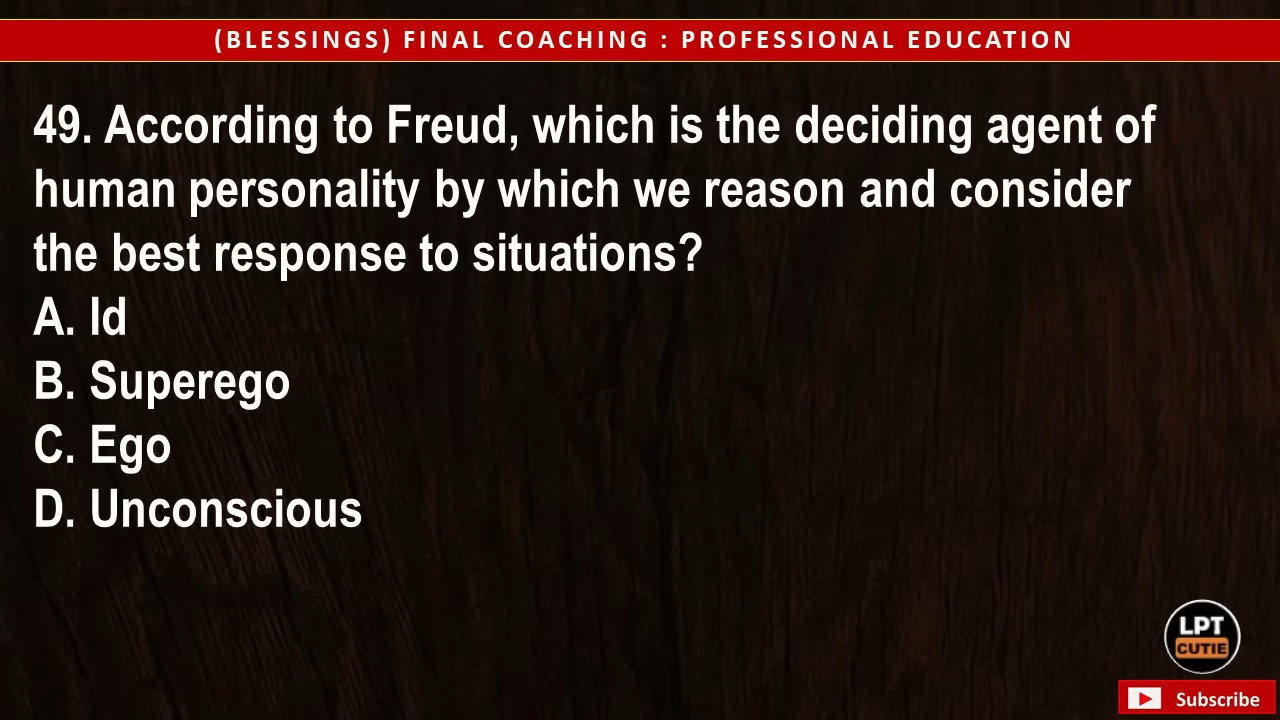 (BLESSINGS) FINAL COACHING : PROFESSIONAL EDUCATION
49. According to Freud, which is the deciding agent of
human personality by which we reason and consider
the best response to situations?
A. Id
B. Superego
C. Ego
D. Unconscious
LPT
CUTIE
Subscribe